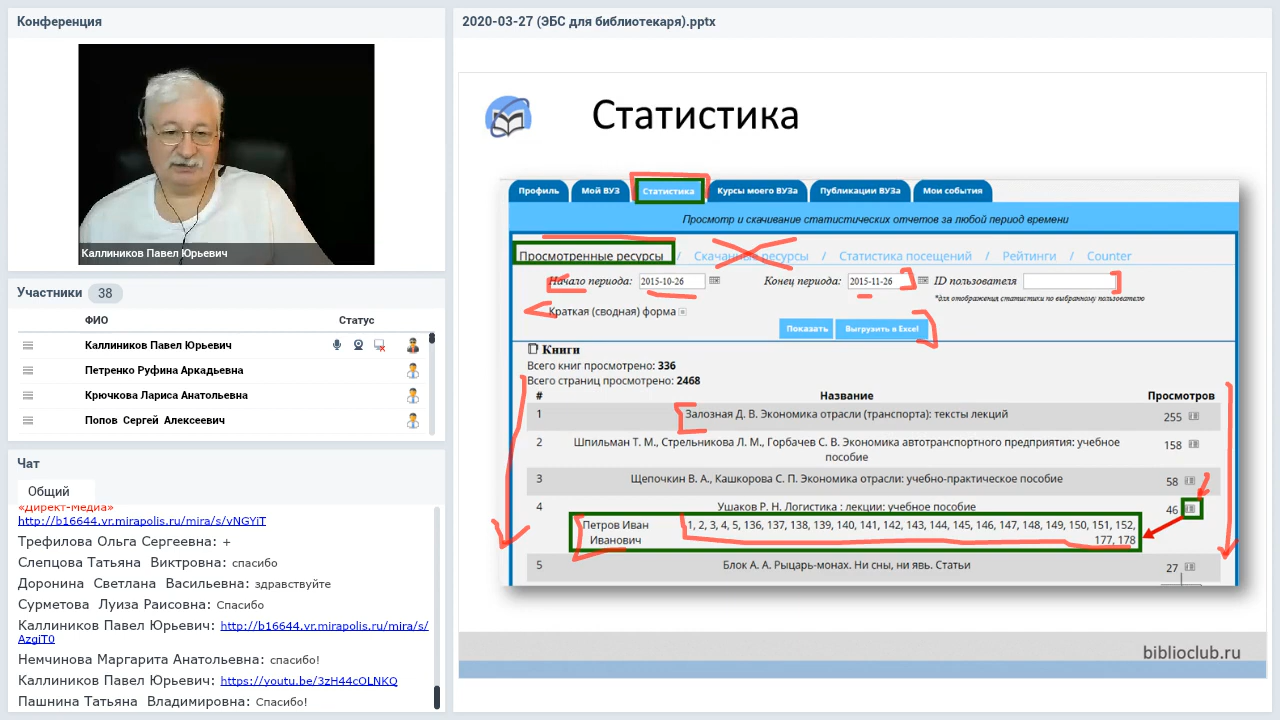 Конференция
Каллиников Павел Юрьевич
Участники 38
ФИО Статус
Каллиников Павел Юрьевич
Петренко Руфина Аркадьевна
Крючкова Лариса Анатольевна
Попов Сергей Алексеевич
Чат
Общий
«Директ-Медиа»
http://b16644.vr.mirapolis.ru/mira/s/vNGYiT
Трефилова Ольга Сергеевна: +
Слепцова Татьяна Виктровна: спасибо
Доронина Светлана Васильевна: здравствуйте
Сурметова Луиза Раисовна: Спасибо
Каллиников Павел Юрьевич: http://b16644.vr.mirapolis.ru/mira/s/
AzgiT0
Немчинова Маргарита Анатольевна: спасибо!
Каллиников Павел Юрьевич: https://youtu.be/3zH44cOLNKQ
Пашнина Татьяна Владимировна: Спасибо!
2020-03-27 (ЭБС для библиотекаря).pptx
Статистика
Профиль Мой ВУЗ Статистика Курсы моего ВУЗа Публикации ВУЗа Мои события
Просмотр и скачивание статистических отчетов за любой период времени
Просмотренные ресурсы / Скачанные ресурсы / Статистика посещений / Рейтинги / Counter
Начало периода: 2015-10-26 Конец периода: 2015-11-26 ID пользователя
*для отображения статистики по выбранному пользователю
Краткая (сводная) форма
Показать Выгрузить в Excel
Книги
Всего книг просмотрено: 336
Всего страниц просмотрено: 2468
# Название Просмотров
1 Залозная Д. В. Экономика отрасли (транспорта): тексты лекций 255
2 Шпильман Т. М., Стрельникова Л. М., Горбачев С. В. Экономика автотранспортного предприятия: учебное 158
пособие
3 Щепочкин В. А., Кашкорова С. П. Экономика отрасли: учебно-практическое пособие 58
4 Ушаков Р. Н. Логистика : лекции: учебное пособие 46
Петров Иван 1, 2, 3, 4, 5, 136, 137, 138, 139, 140, 141, 142, 143, 144, 145, 146, 147, 148, 149, 150, 151, 152,
Иванович 177, 178
5 Блок А. А. Рыцарь-монах. Ни сны, ни явь. Статьи 27
biblioclub.ru